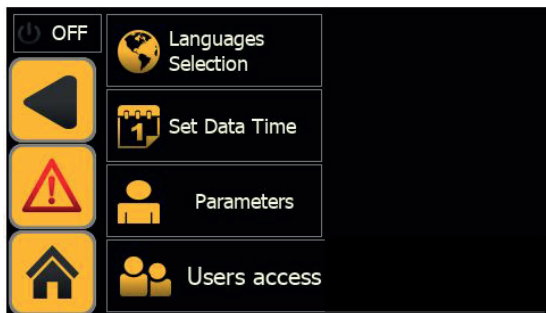 OFF
Languages
Selection
1
Set Data Time
Parameters
Users access